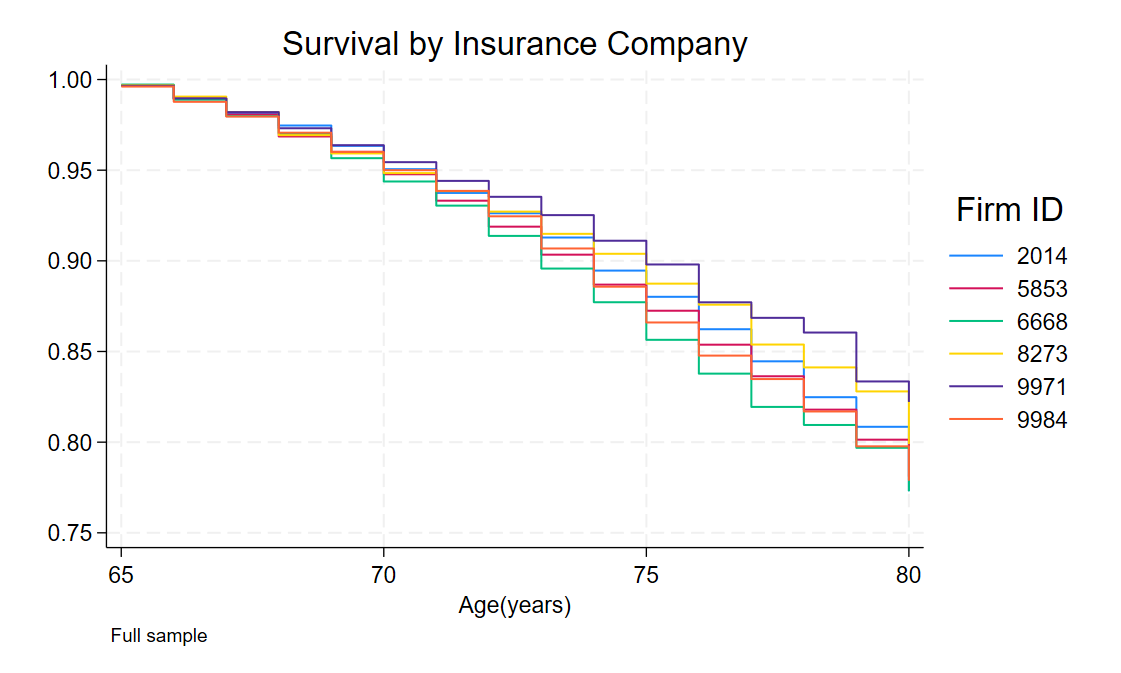 Survival by Insurance Company
1.00
0.95
0.90
0.85
0.80
0.75
65 70 75 80
Age(years)
Full sample
Firm ID
2014
5853
6668
8273
9971
9984